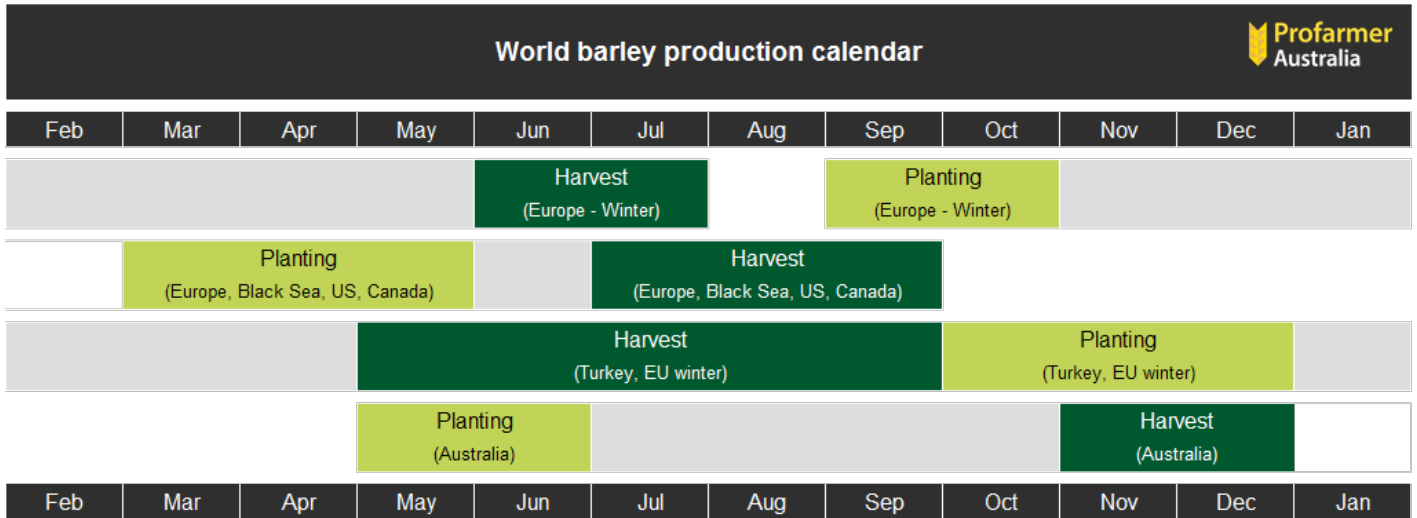 World barley production calendar
Profarmer
Australia
Feb Mar Apr May Jun Jul Aug Sep Oct Nov Dec Jan
Harvest Planting
(Europe - Winter) (Europe - Winter)
Planting Harvest
(Europe, Black Sea, US, Canada) (Europe, Black Sea, US, Canada)
Harvest Planting
(Turkey, EU winter) (Turkey, EU winter)
Planting Harvest
(Australia) (Australia)
Feb Mar Apr May Jun Jul Aug Sep Oct Nov Dec Jan